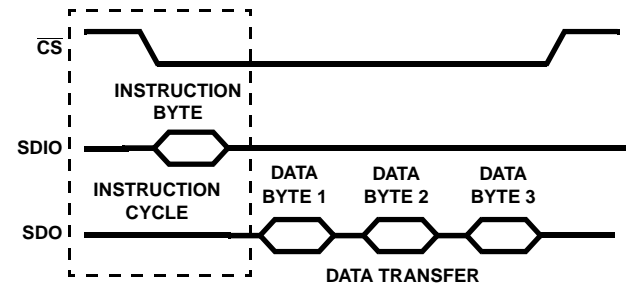 CS
INSTRUCTION
BYTE
SDIO
DATA
BYTE 1
DATA
BYTE 2
DATA
BYTE 3
INSTRUCTION
CYCLE
SDO
DATA TRANSFER